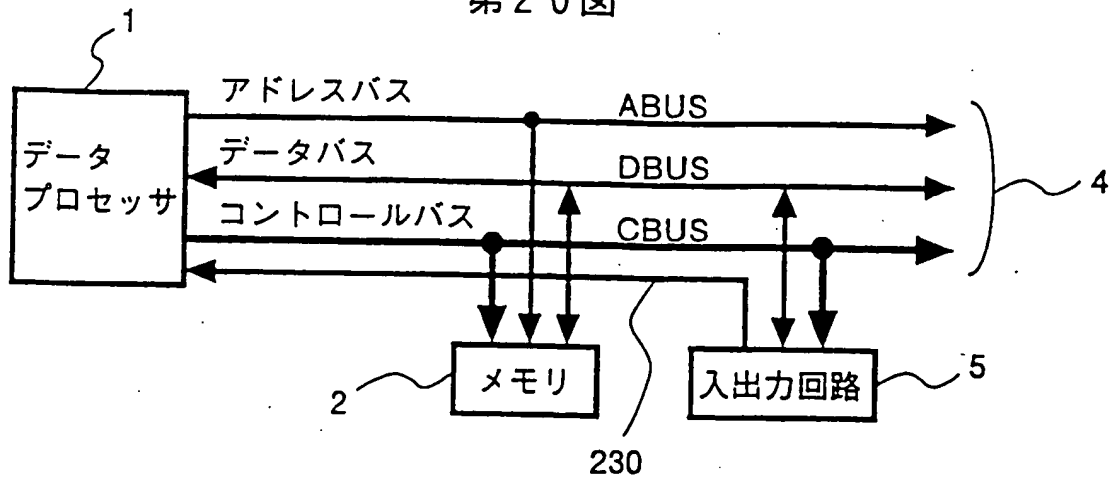 第20図
1
アドレスバス ABUS
データバス DBUS
データ
プロセッサ
コントロールバス CBUS
4
メモリ
2
入出力回路
5
230